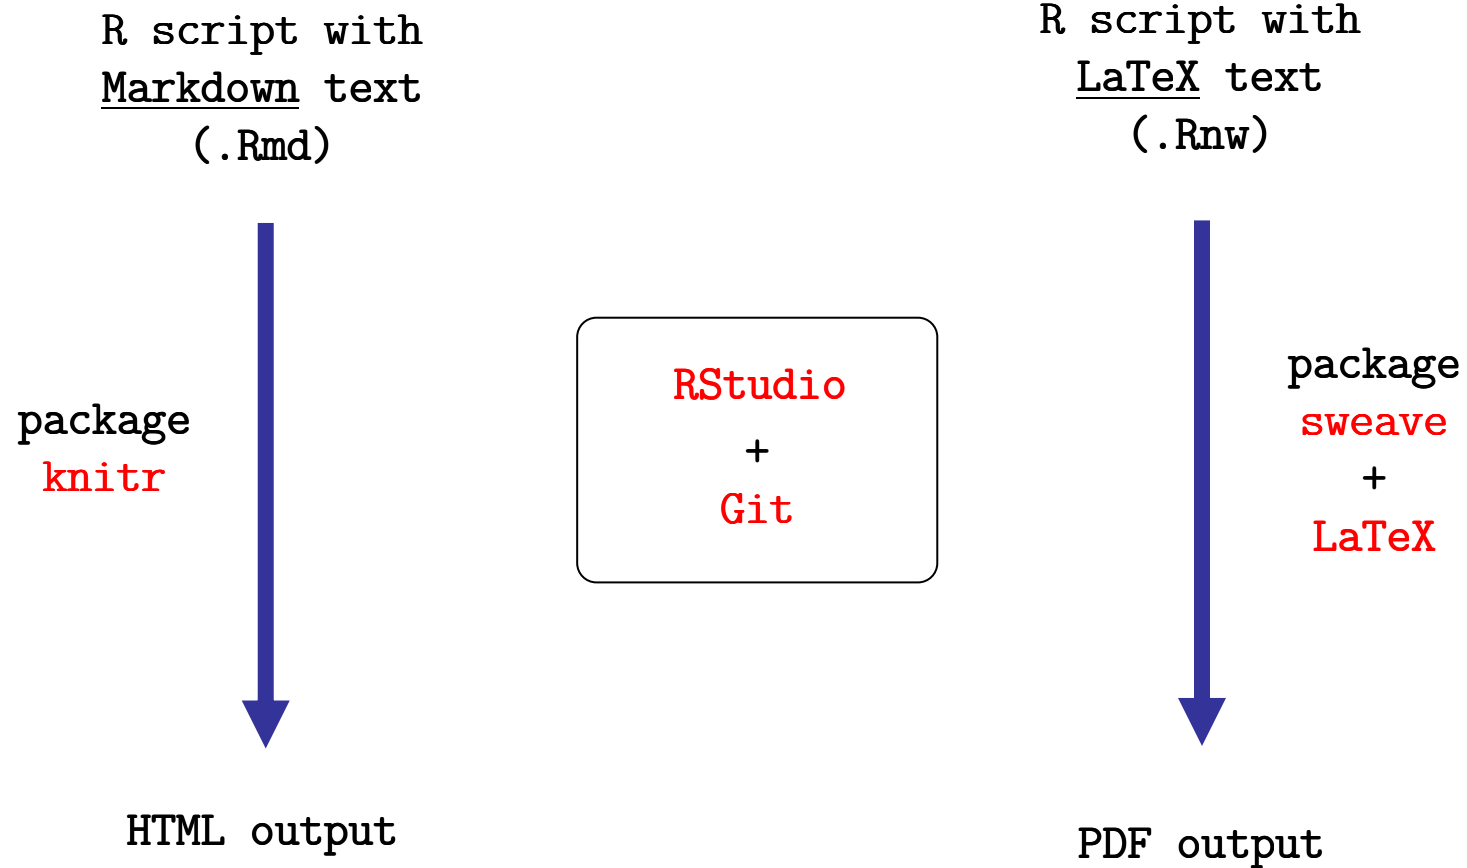 R script with
Markdown text
(.Rmd)
package
knitr
HTML output
RStudio
+
Git
R script with
LaTeX text
(.Rnw)
package
sweave
+
LaTeX
PDF output